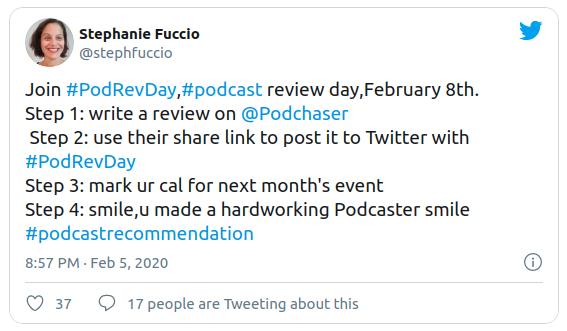 Stephanie Fuccio
@stephfuccio
Join #PodRevDay,#podcast review day,February 8th.
Step 1: write a review on @Podchaser
Step 2: use their share link to post it to Twitter with
#PodRevDay
Step 3: mark ur cal for next month's event
Step 4: smile,u made a hardworking Podcaster smile
#podcastrecommendation
8:57 PM · Feb 5, 2020
37 17 people are Tweeting about this